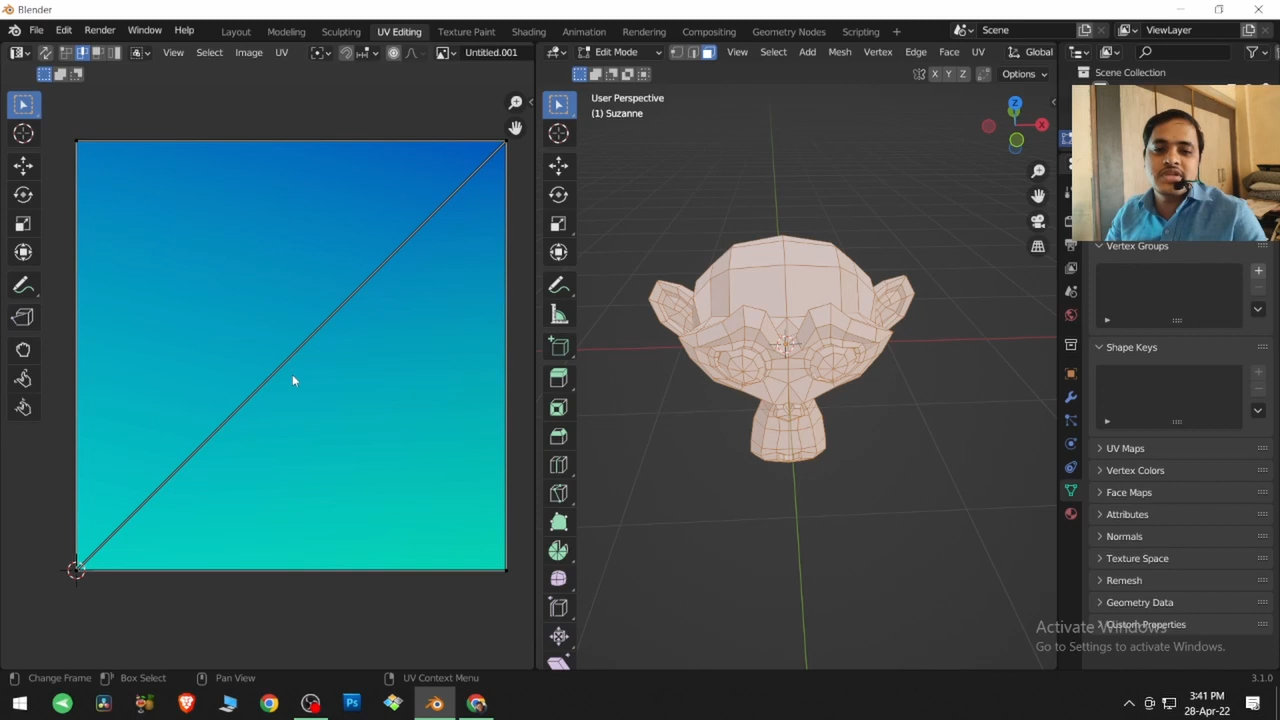 Blender
File Edit Render Window Help Layout Modeling Sculpting UV Editing Texture Paint Shading Animation Rendering Compositing Geometry Nodes Scripting + Scene ViewLayer
View Select Image UV Untitled.001 Edit Mode View Select Add Mesh Vertex Edge Face UV Global
X Y Z Options Scene Collection
User Perspective
(1) Suzanne
Z
X
Vertex Groups
Shape Keys
UV Maps
Vertex Colors
Face Maps
Attributes
Normals
Texture Space
Remesh
Geometry Data
Custom Properties
Activate Windows
Go to Settings to activate Windows.
Change Frame Box Select Pan View UV Context Menu 3.1.0
3:41 PM
28-Apr-22